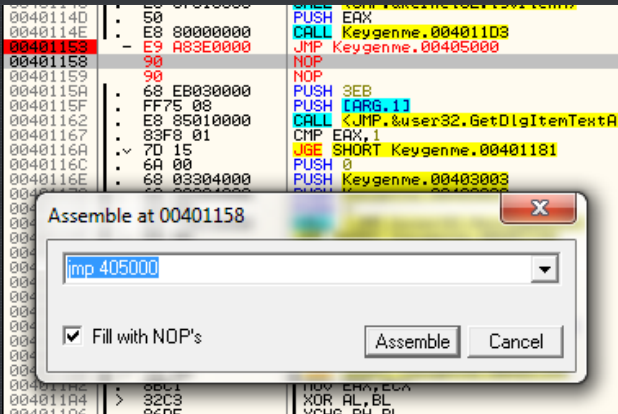 0040114D . 50 PUSH EAX
0040114E . E8 80000000 CALL Keygenme.004011D3
00401153 - E9 A83E0000 JMP Keygenme.00405000
00401158 90 NOP
00401159 90 NOP
0040115A . 68 EB030000 PUSH 3EB
0040115F . FF75 08 PUSH [ARG.1]
00401162 . E8 85010000 CALL <JMP.&user32.GetDlgItemTextA
00401167 . 83F8 01 CMP EAX,1
0040116A .v 7D 15 JGE SHORT Keygenme.00401181
0040116C . 6A 00 PUSH 0
0040116E . 68 03304000 PUSH Keygenme.00403003
Assemble at 00401158
jmp 405000
Fill with NOP's
Assemble
Cancel
004011A2 . 8BC1 MOV EAX,ECX
004011A4 > 32C3 XOR AL,BL